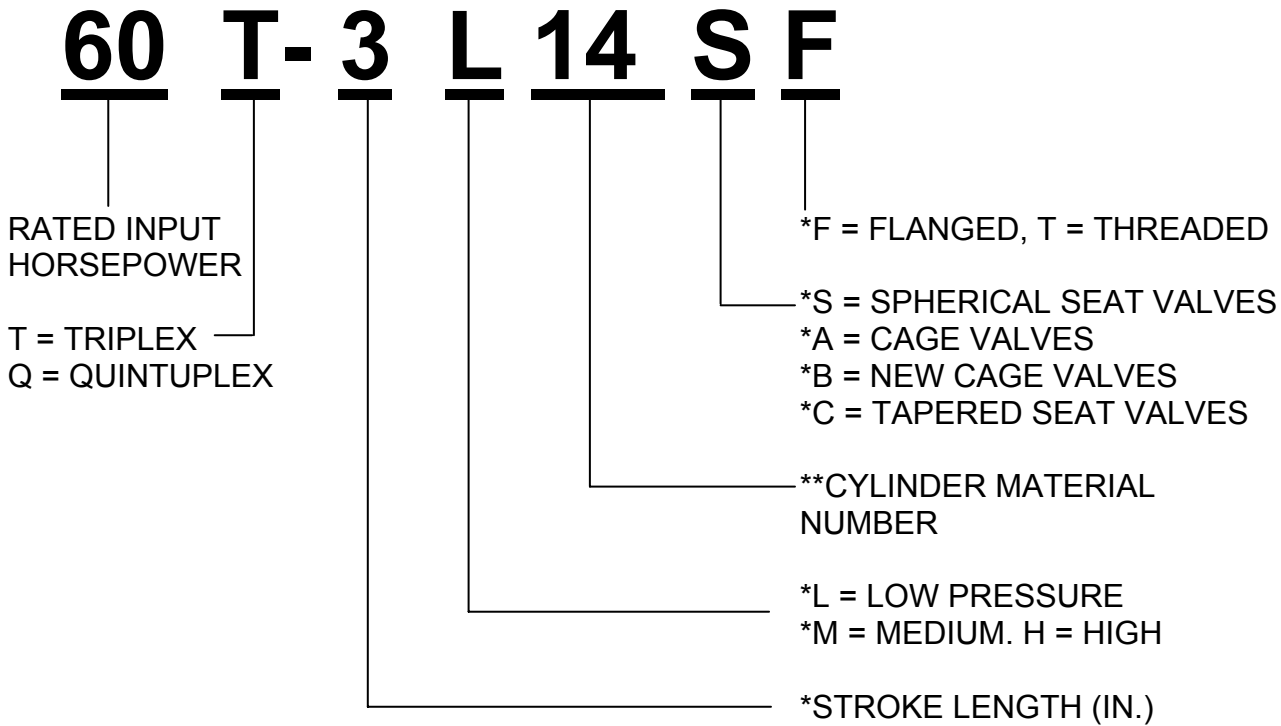 60 T- 3 L 14 S F
RATED INPUT
HORSEPOWER
T = TRIPLEX
Q = QUINTUPLEX
*F = FLANGED, T = THREADED
*S = SPHERICAL SEAT VALVES
*A = CAGE VALVES
*B = NEW CAGE VALVES
*C = TAPERED SEAT VALVES
**CYLINDER MATERIAL
NUMBER
*L = LOW PRESSURE
*M = MEDIUM. H = HIGH
*STROKE LENGTH (IN.)